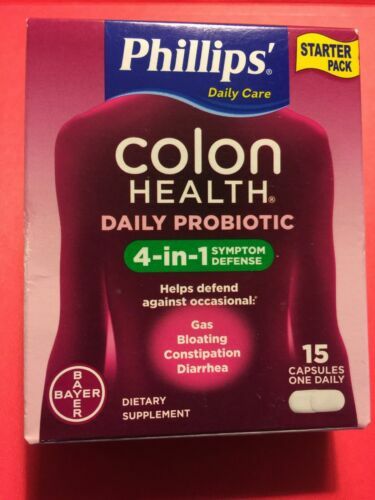 Phillips'®
Daily Care
STARTER
PACK
colon
HEALTH®
DAILY PROBIOTIC
4-in-1 SYMPTOM
DEFENSE
Helps defend
against occasional:*
Gas
Bloating
Constipation
Diarrhea
15
CAPSULES
ONE DAILY
BAYER
BAYER
DIETARY
SUPPLEMENT